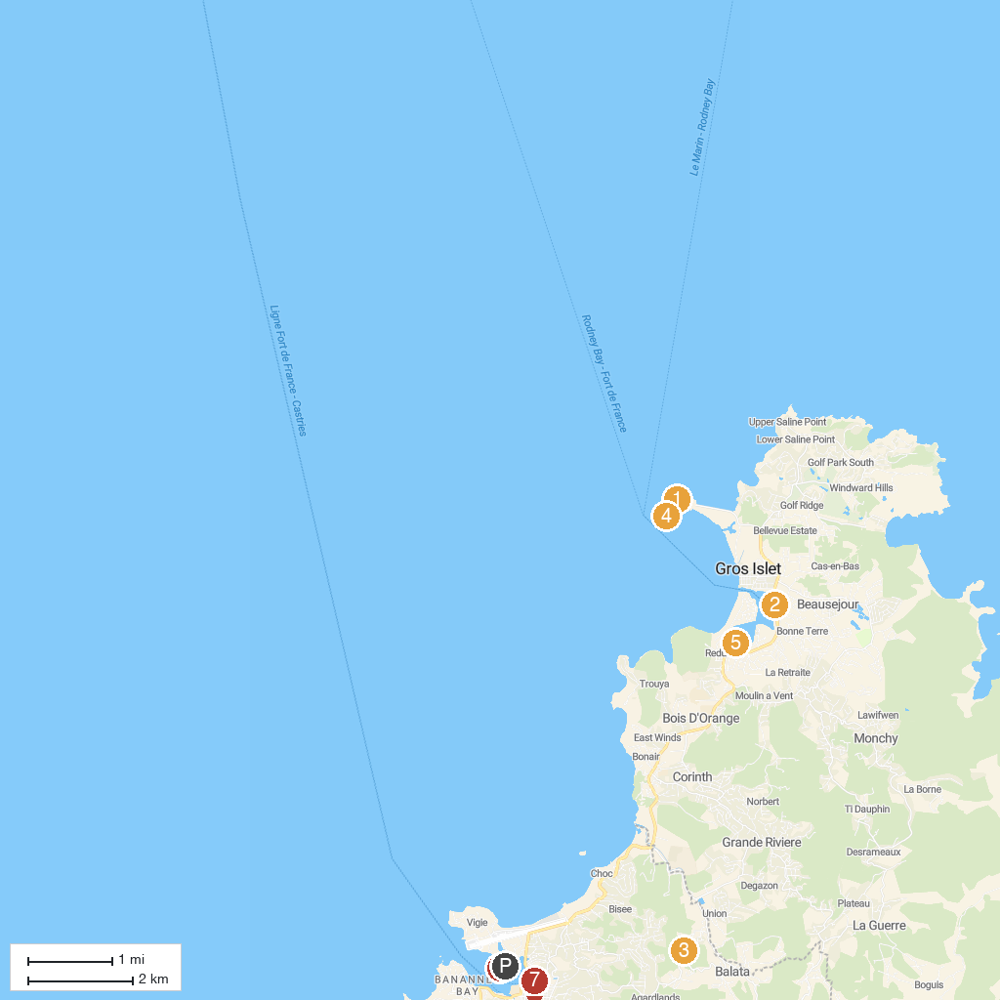 Le Marin - Rodney Bay
Ligne Fort de France - Castries
Rodney Bay - Fort de France
Upper Saline Point
Lower Saline Point
Golf Park South
Windward Hills
1
Golf Ridge
4
Bellevue Estate
Gros Islet
Cas-en-Bas
2
Beausejour
Bonne Terre
5
Redu
La Retraite
Trouya
Moulin a Vent
Bois D'Orange
Lawifwen
East Winds
Monchy
Bonair
Corinth
La Borne
Norbert
Ti Dauphin
Grande Riviere
Desrameaux
Choc
Degazon
Plateau
Bisee
Union
Vigie
La Guerre
3
1 mi
P
Balata
2 km
BANANNE
BAY
7
Boguis
Agardlands